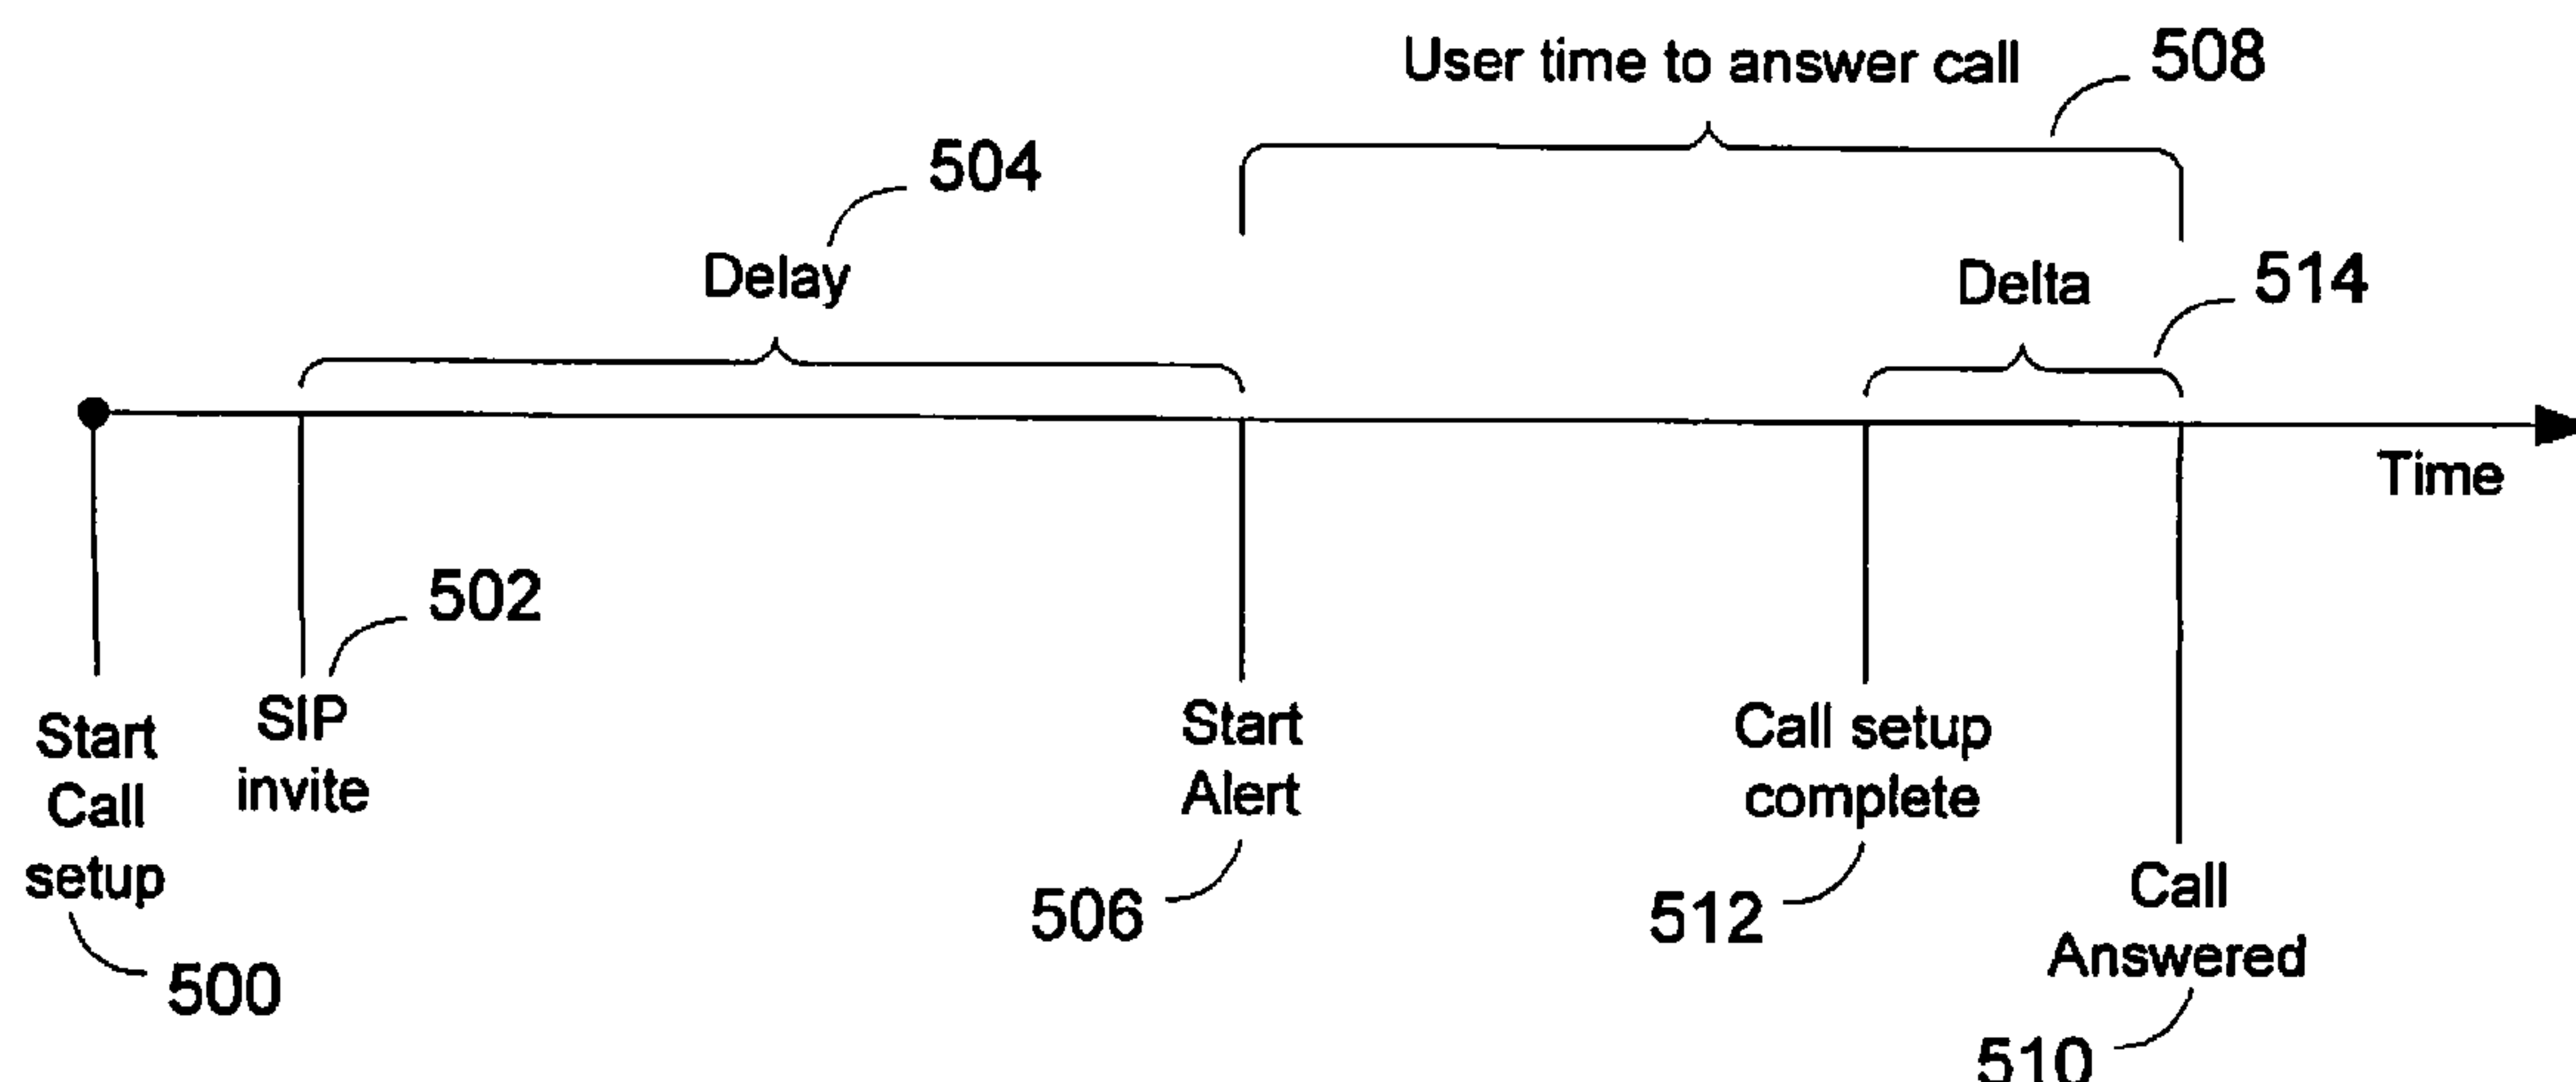 User time to answer call
508
504
Delay
Delta
514
Time
502
SIP
invite
Start
Call
setup
500
Start
Alert
506
Call setup
complete
512
Call
Answered
510